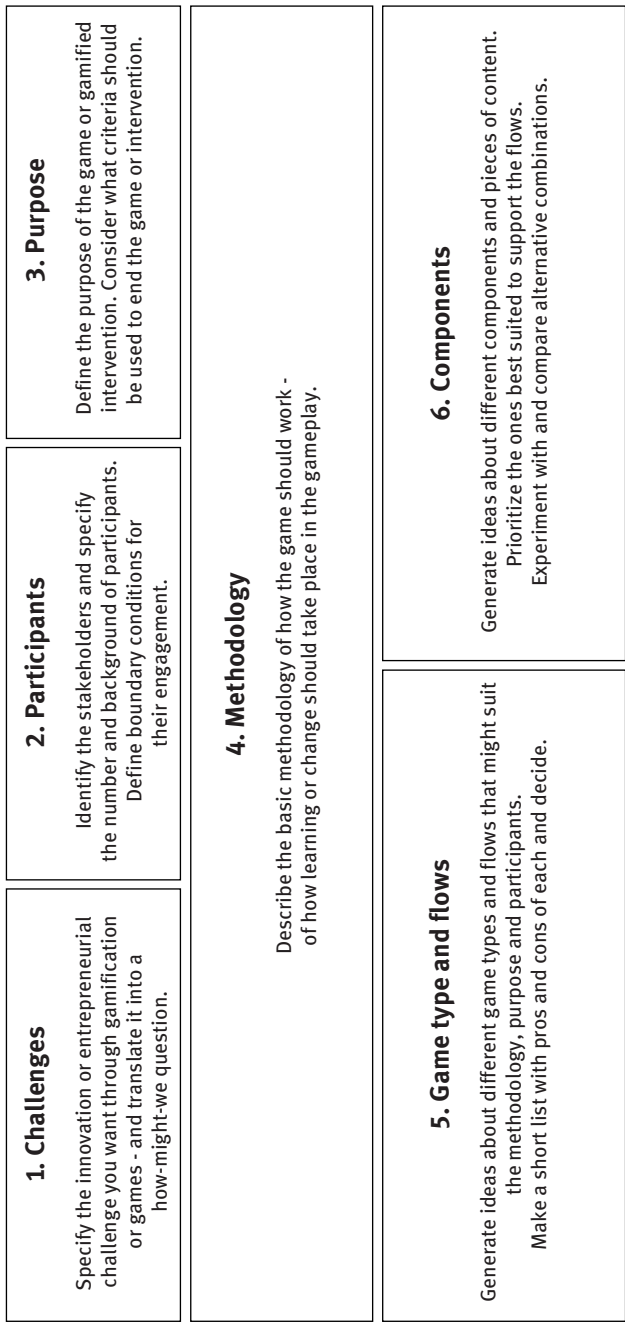 1. Challenges
Specify the innovation or entrepreneurial
challenge you want through gamification
or games - and translate it into a
how-might-we question.
2. Participants
Identify the stakeholders and specify
the number and background of participants.
Define boundary conditions for
their engagement.
3. Purpose
Define the purpose of the game or gamified
intervention. Consider what criteria should
be used to end the game or intervention.
4. Methodology
Describe the basic methodology of how the game should work -
of how learning or change should take place in the gameplay.
5. Game type and flows
Generate ideas about different game types and flows that might suit
the methodology, purpose and participants.
Make a short list with pros and cons of each and decide.
6. Components
Generate ideas about different components and pieces of content.
Prioritize the ones best suited to support the flows.
Experiment with and compare alternative combinations.